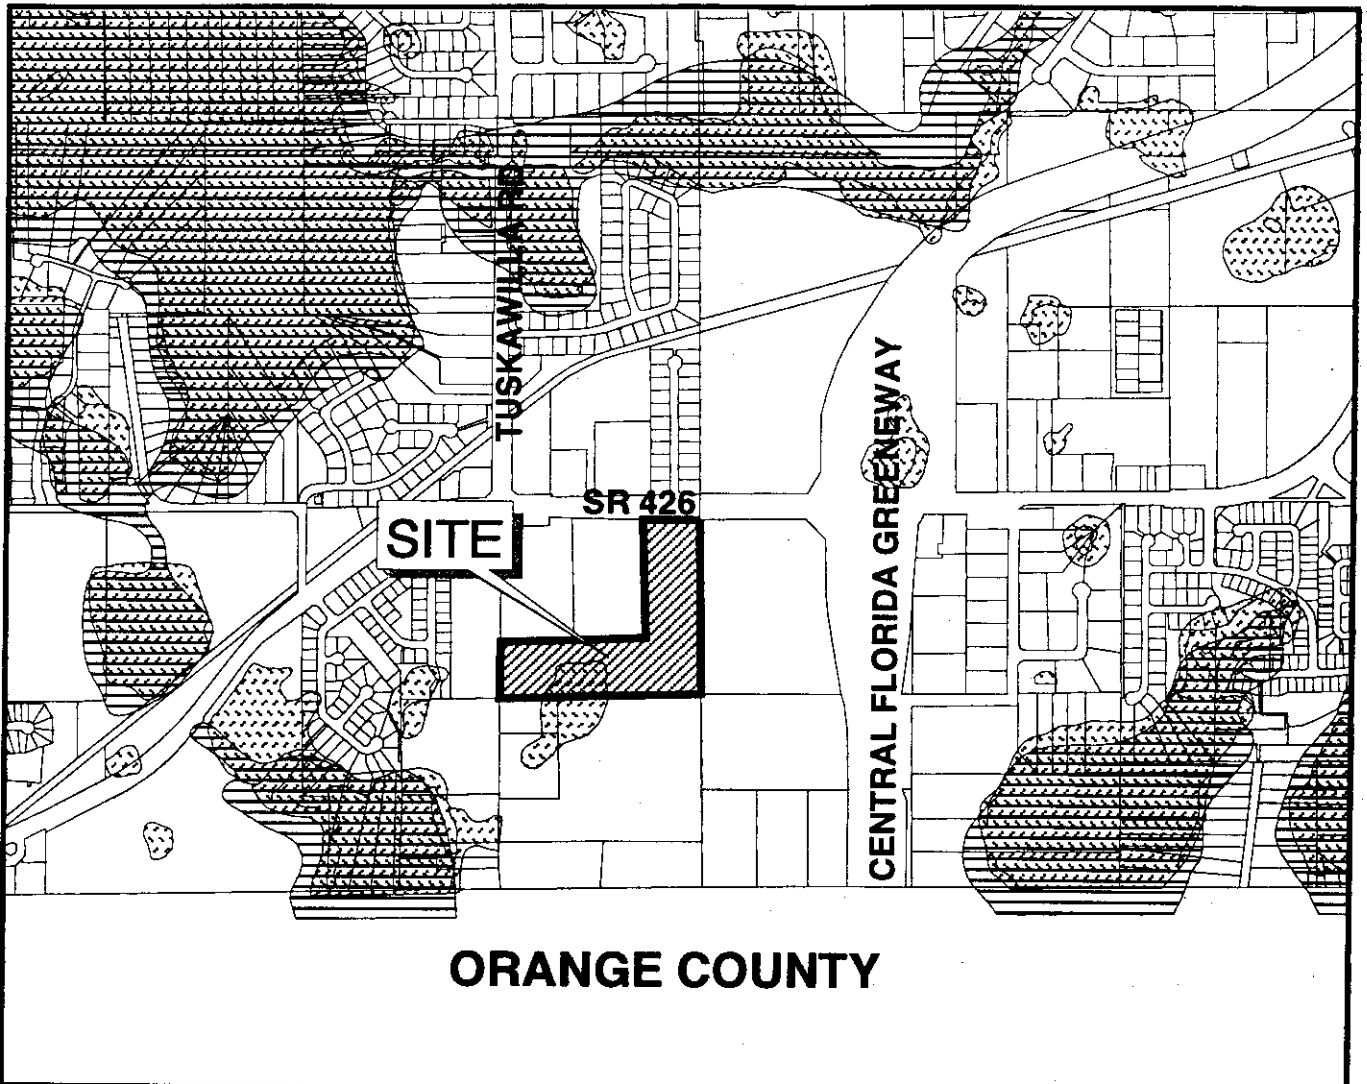 TUSKAWILLA RD
SR 426
SITE
CENTRAL FLORIDA GREENEWAY
ORANGE COUNTY